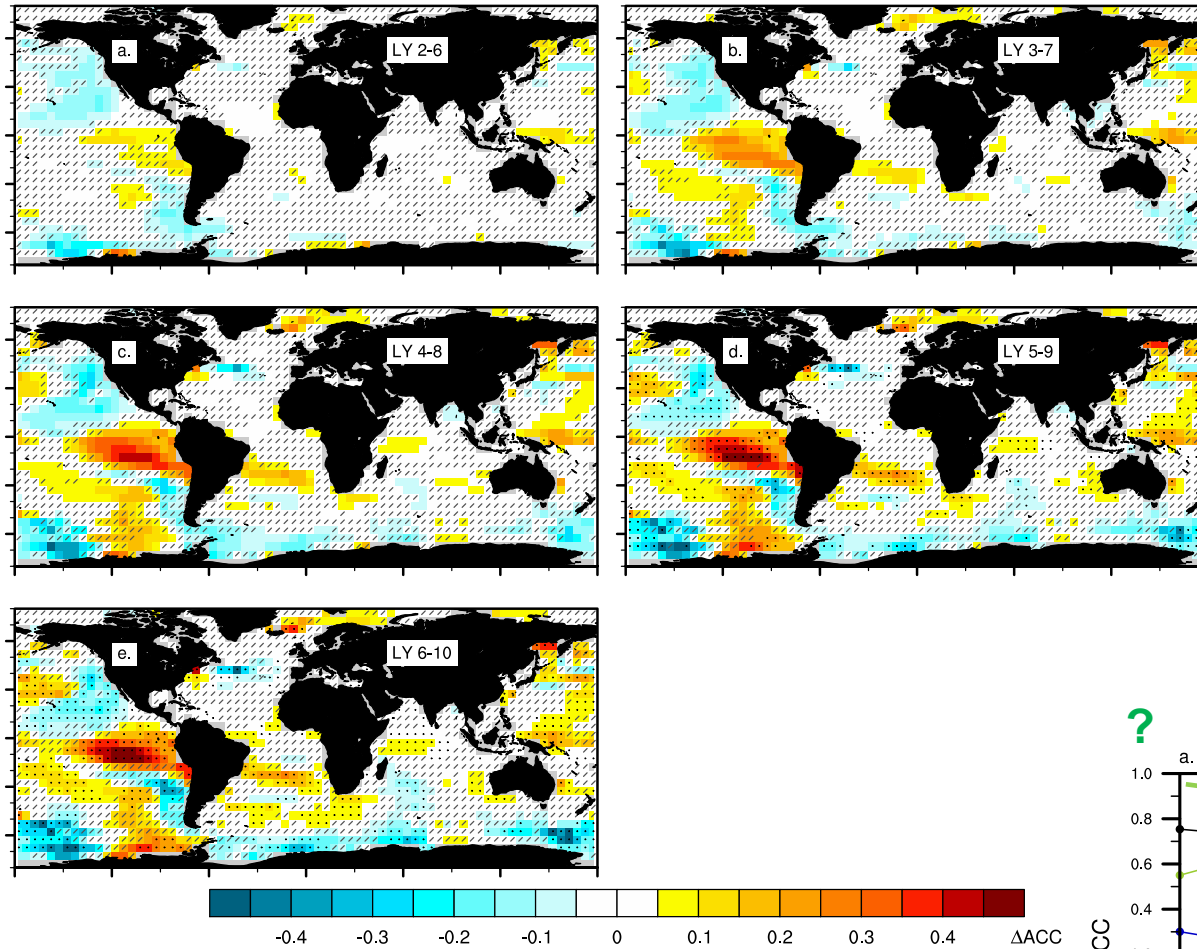 a. LY 2-6
b. LY 3-7
c. LY 4-8
d. LY 5-9
e. LY 6-10
?
a.
1.0
0.8
0.6
0.4
CC
-0.4 -0.3 -0.2 -0.1 0 0.1 0.2 0.3 0.4 ΔACC